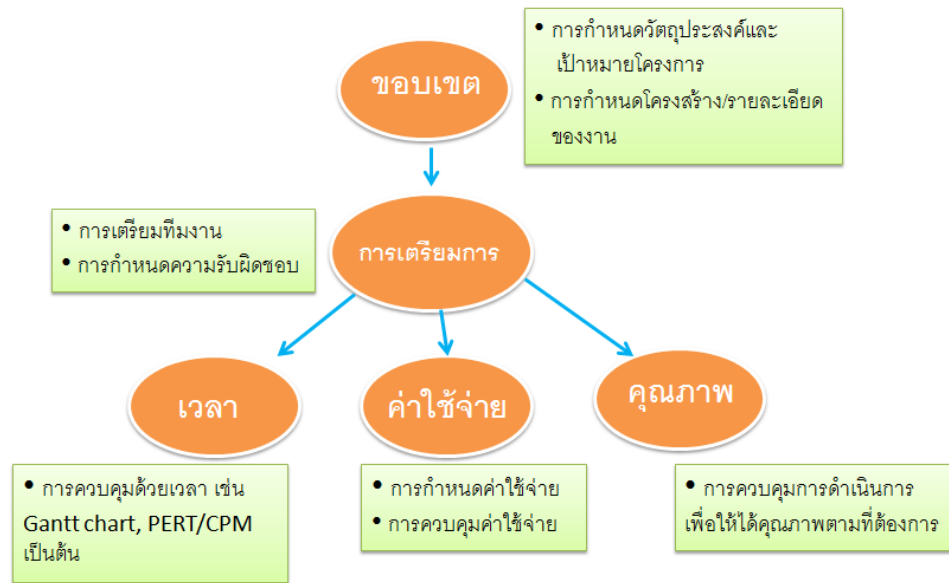 ขอบเขต
• การกำหนดวัตถุประสงค์และ
เป้าหมายโครงการ
• การกำหนดโครงสร้าง/รายละเอียด
ของงาน
• การเตรียมทีมงาน
• การกำหนดความรับผิดชอบ
การเตรียมการ
เวลา
ค่าใช้จ่าย
คุณภาพ
• การควบคุมด้วยเวลา เช่น
Gantt chart, PERT/CPM
เป็นต้น
• การกำหนดค่าใช้จ่าย
• การควบคุมค่าใช้จ่าย
• การควบคุมการดำเนินการ
เพื่อให้ได้คุณภาพตามที่ต้องการ